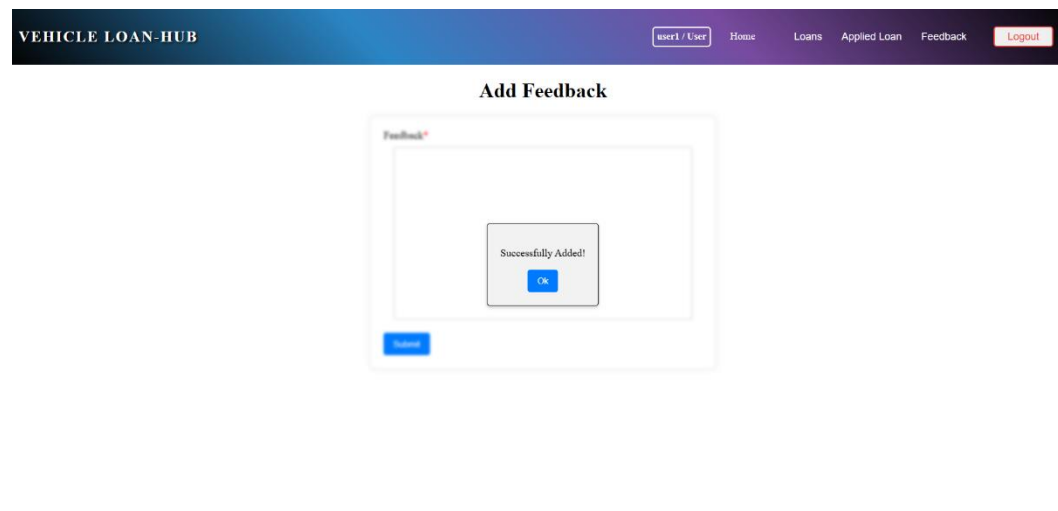 VEHICLE LOAN-HUB user1 / User Home Loans Applied Loan Feedback Logout
Add Feedback
Feedback*
Successfully Added!
Ok
Submit